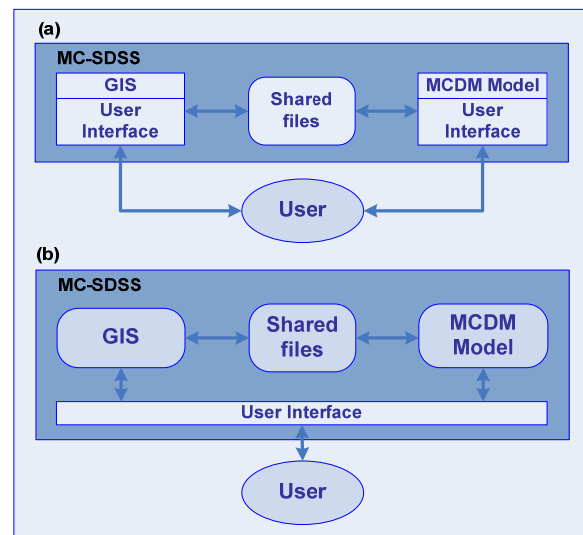 (a)
MC-SDSS
GIS
User
Interface
Shared
files
MCDM Model
User
Interface
User
(b)
MC-SDSS
GIS
Shared
files
MCDM
Model
User Interface
User